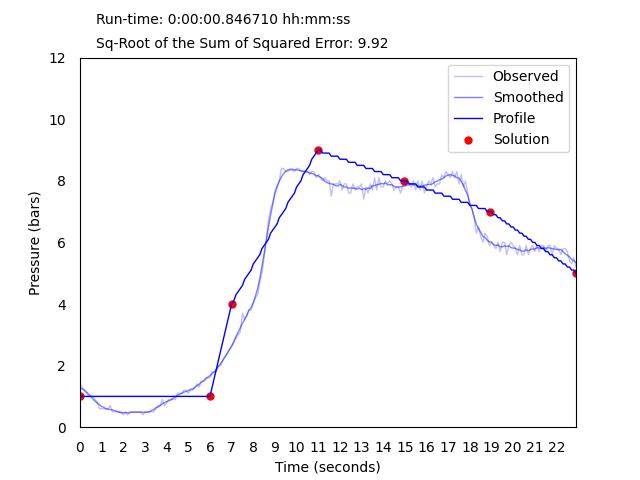 Run-time: 0:00:00.846710 hh:mm:ss
Sq-Root of the Sum of Squared Error: 9.92
12
10
8
6
4
2
0
Pressure (bars)
Observed
Smoothed
Profile
Solution
0 1 2 3 4 5 6 7 8 9 10 11 12 13 14 15 16 17 18 19 20 21 22
Time (seconds)